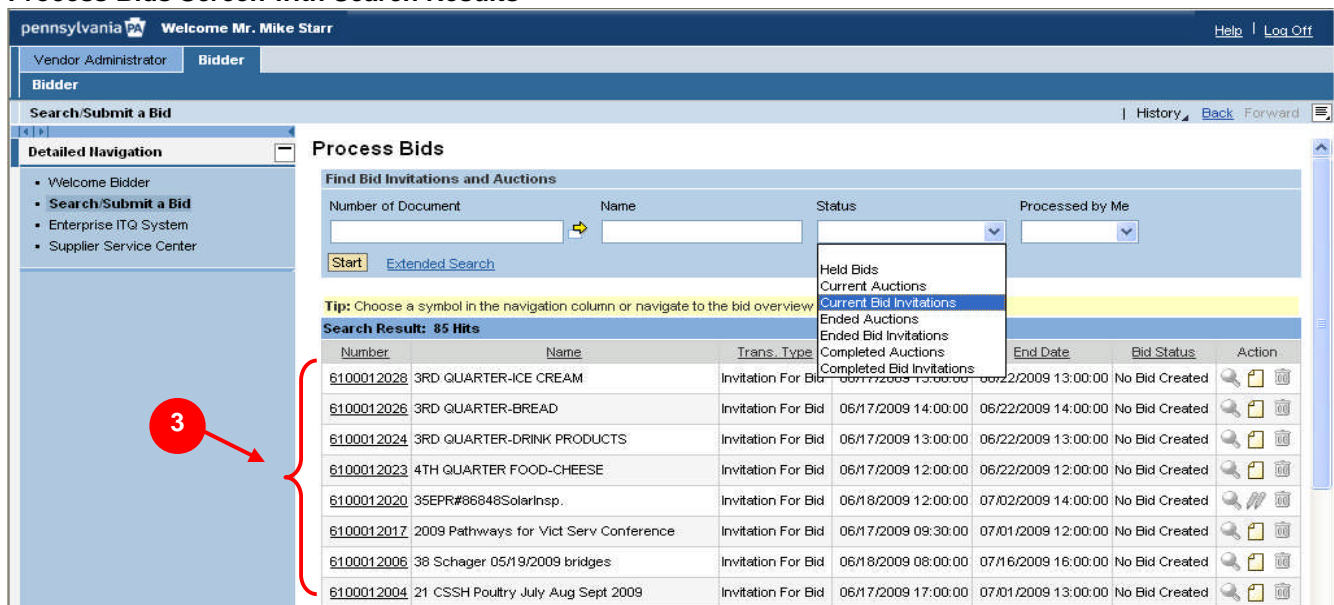 Process Bids Screen with Search Results
pennsylvania PA Welcome Mr. Mike Starr
Help | Log Off
Vendor Administrator Bidder
Bidder
Search/Submit a Bid
| History Back Forward
Detailed Navigation
• Welcome Bidder
• Search/Submit a Bid
• Enterprise ITQ System
• Supplier Service Center
Process Bids
Find Bid Invitations and Auctions
Number of Document Name Status Processed by Me
Start Extended Search
Held Bids
Current Auctions
Current Bid Invitations
Ended Auctions
Ended Bid Invitations
Completed Auctions
Completed Bid Invitations
Tip: Choose a symbol in the navigation column or navigate to the bid overview
Search Result: 85 Hits
Number Name Trans. Type End Date Bid Status Action
6100012028 3RD QUARTER-ICE CREAM Invitation For Bid 06/17/2009 13:00:00 06/22/2009 13:00:00 No Bid Created
6100012026 3RD QUARTER-BREAD Invitation For Bid 06/17/2009 14:00:00 06/22/2009 14:00:00 No Bid Created
6100012024 3RD QUARTER-DRINK PRODUCTS Invitation For Bid 06/17/2009 13:00:00 06/22/2009 13:00:00 No Bid Created
6100012023 4TH QUARTER FOOD-CHEESE Invitation For Bid 06/17/2009 12:00:00 06/22/2009 12:00:00 No Bid Created
6100012020 35EPR#86848SolarInsp. Invitation For Bid 06/18/2009 12:00:00 07/02/2009 14:00:00 No Bid Created
6100012017 2009 Pathways for Vict Serv Conference Invitation For Bid 06/17/2009 09:30:00 07/01/2009 12:00:00 No Bid Created
6100012006 38 Schager 05/19/2009 bridges Invitation For Bid 06/18/2009 08:00:00 07/16/2009 16:00:00 No Bid Created
6100012004 21 CSSH Poultry July Aug Sept 2009 Invitation For Bid 06/17/2009 17:00:00 07/01/2009 13:00:00 No Bid Created
3